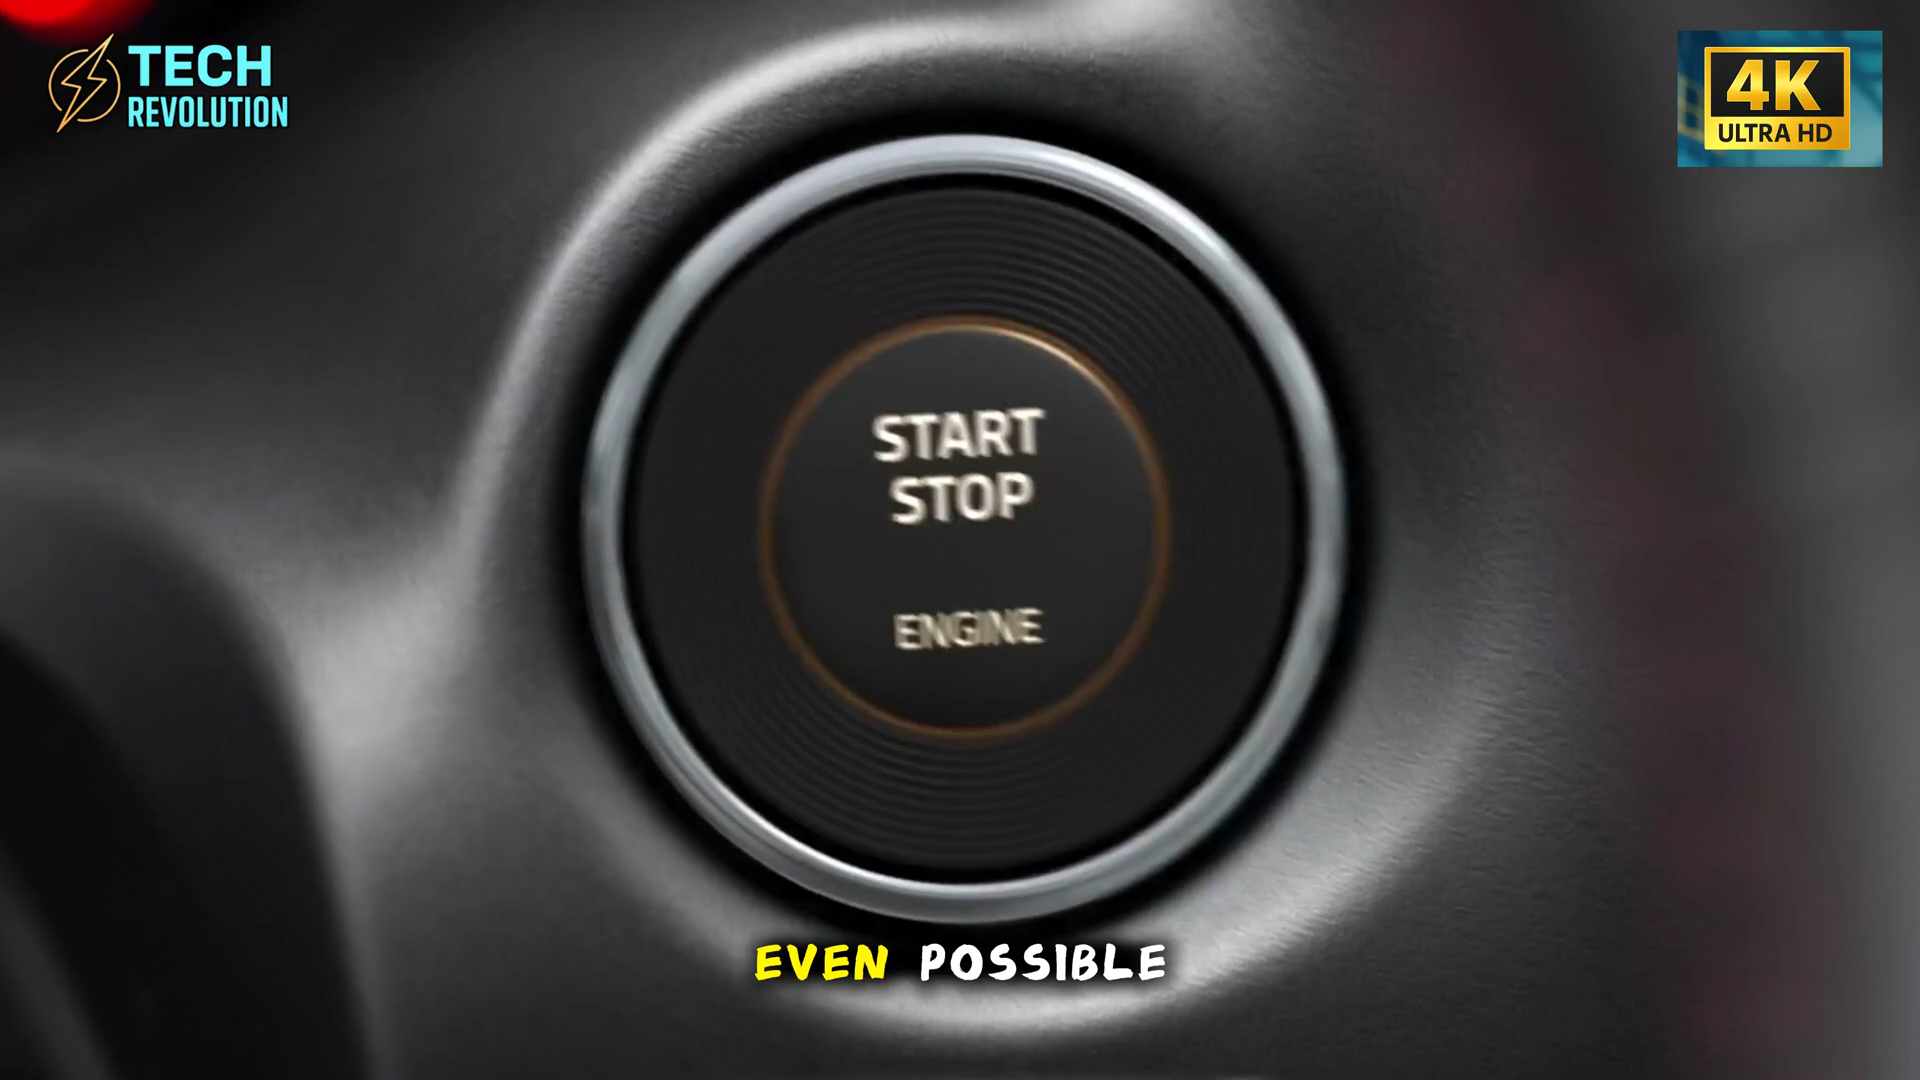 TECH
REVOLUTION
4K
ULTRA HD
START
STOP
ENGINE
EVEN POSSIBLE